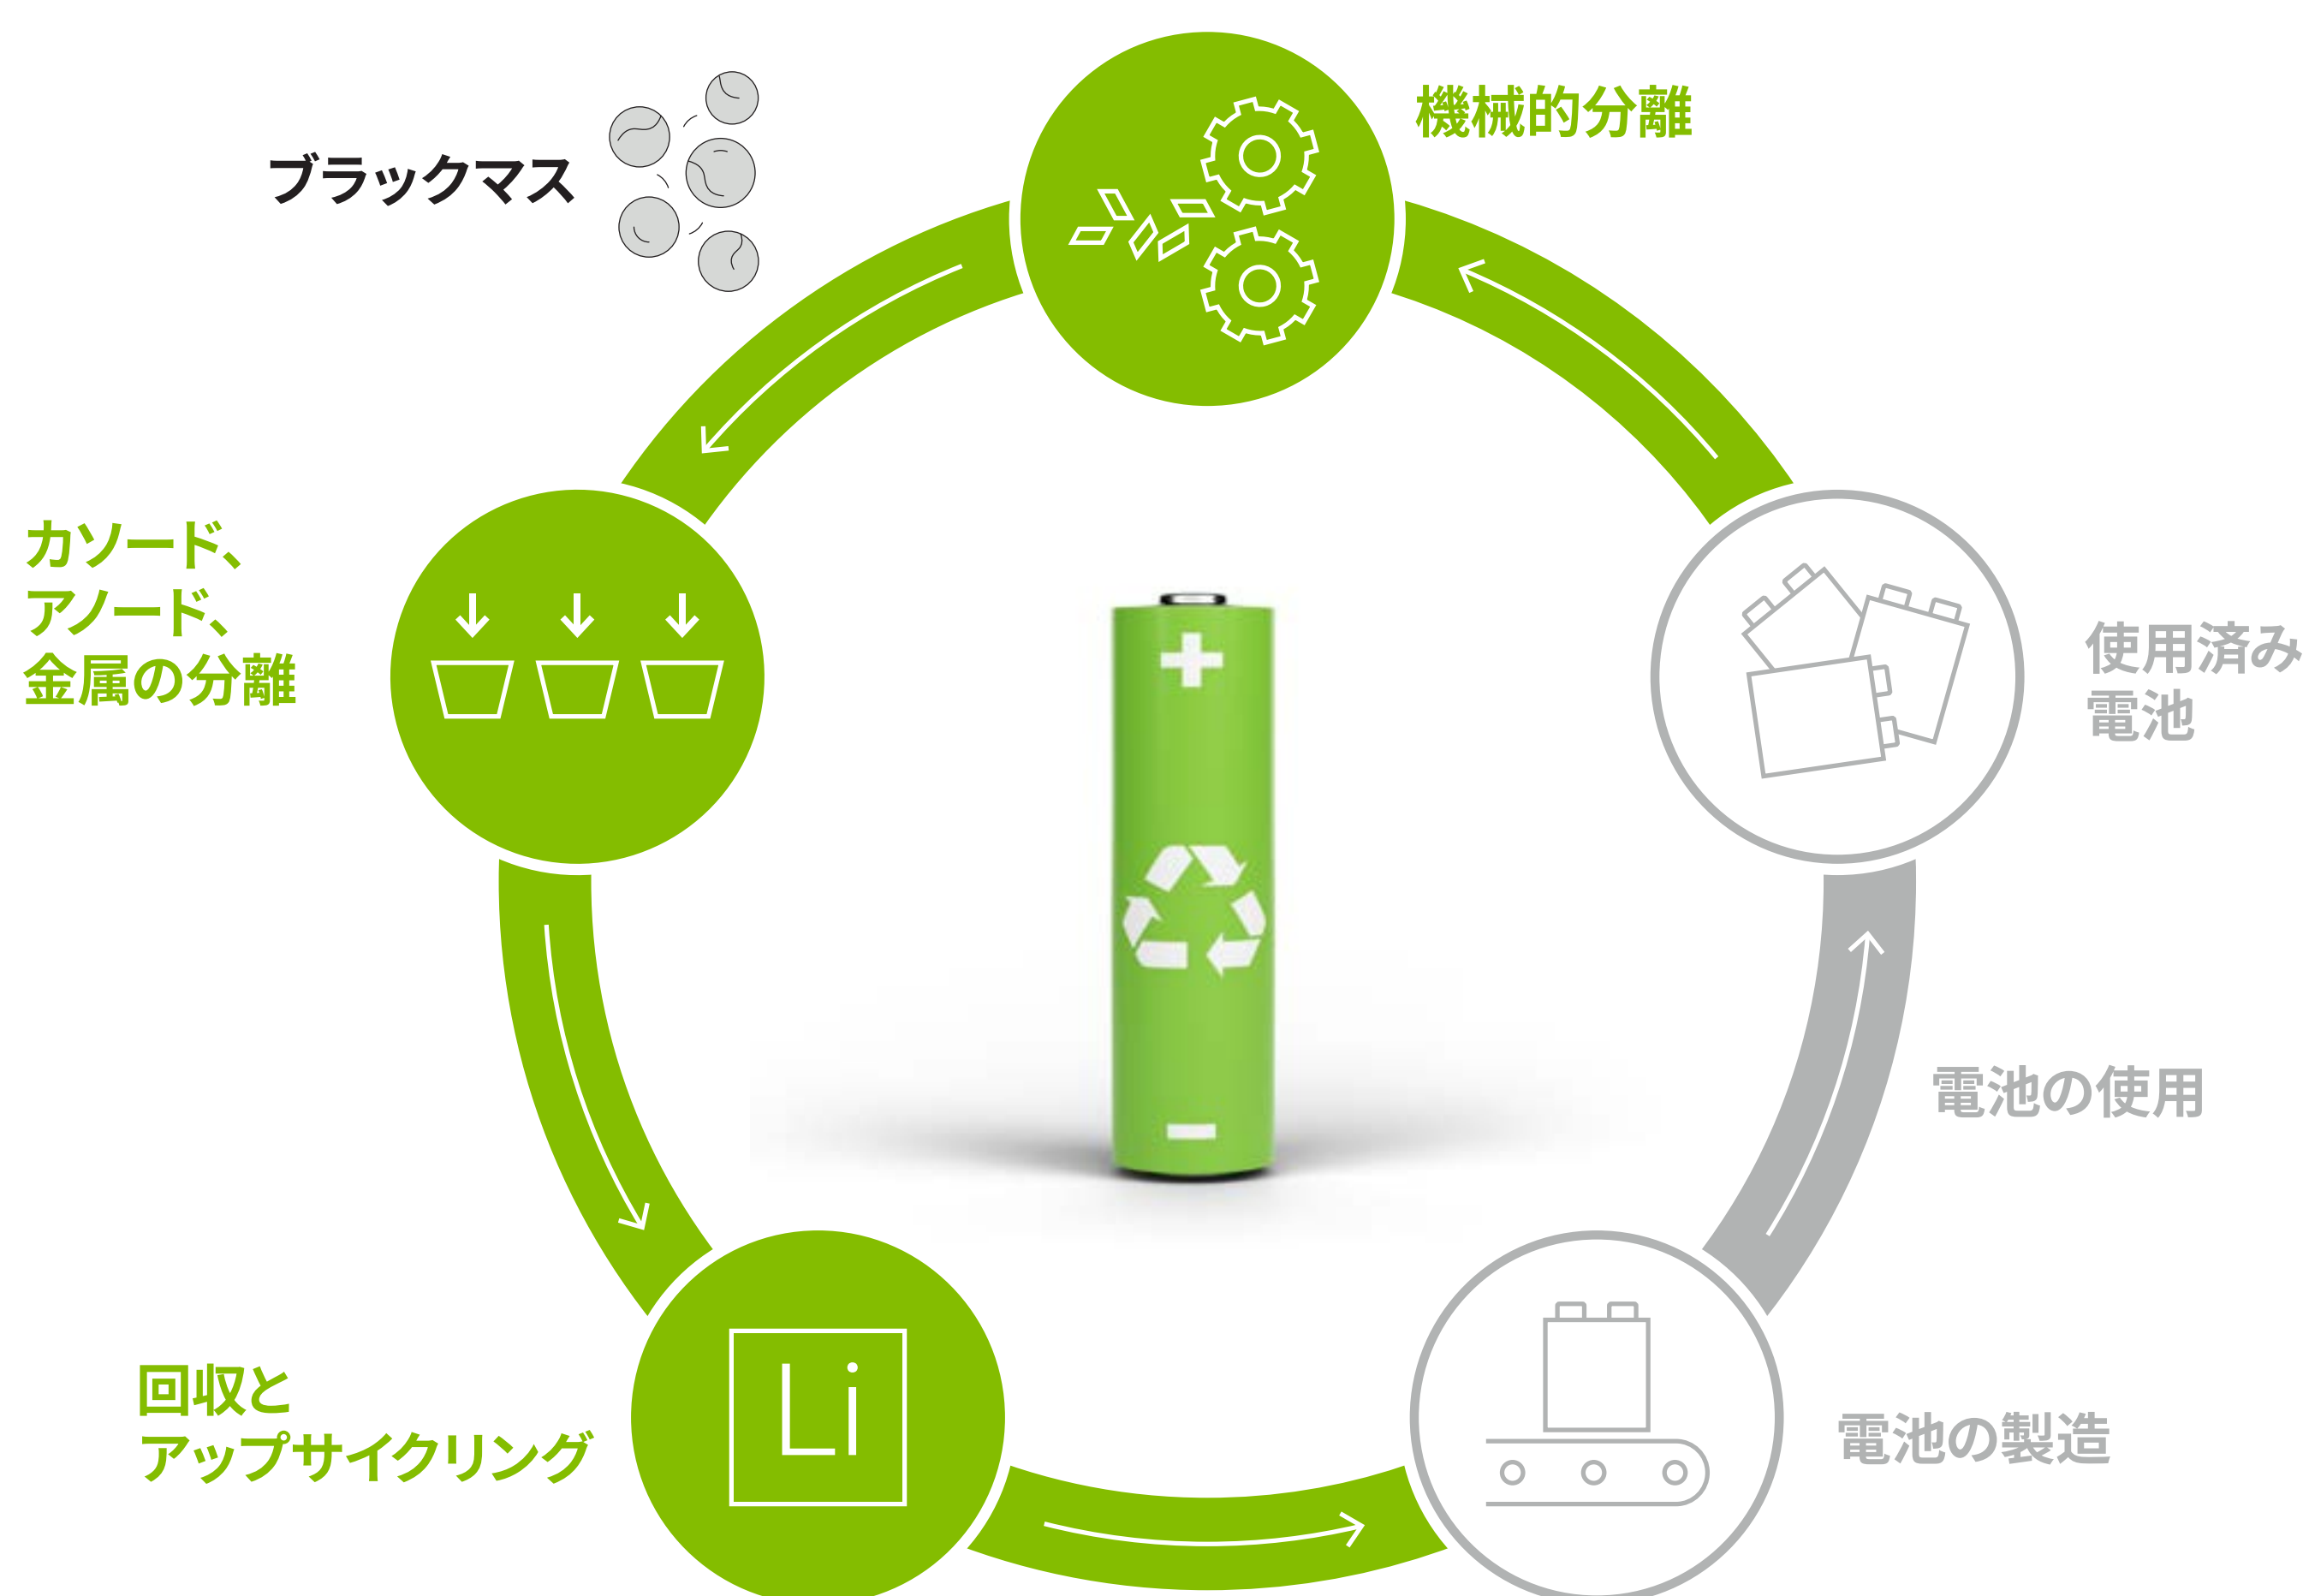 機械的分離
ブラックマス
カソード、
アノード、
金属の分離
使用済み
電池
電池の使用
回収と
アップサイクリング
Li
電池の製造